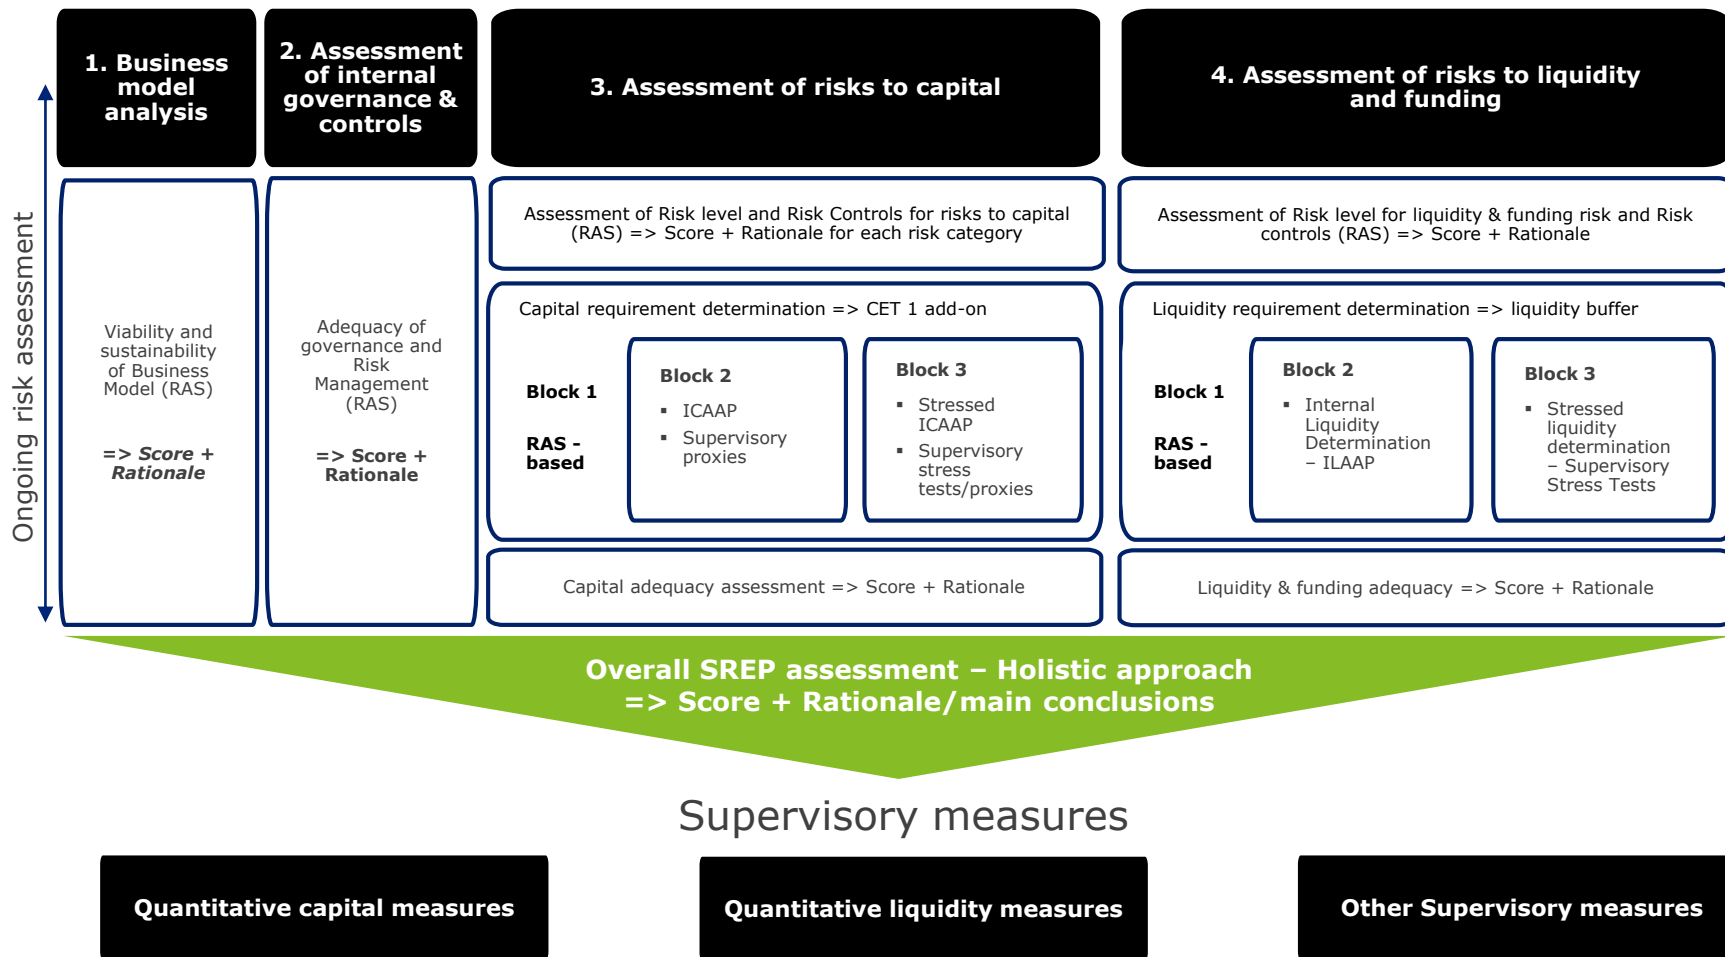 1. Business
model
analysis
2. Assessment
of internal
governance &
controls
3. Assessment of risks to capital
4. Assessment of risks to liquidity
and funding
Ongoing risk assessment
Viability and
sustainability
of Business
Model (RAS)
=> Score +
Rationale
Adequacy of
governance and
Risk
Management
(RAS)
=> Score +
Rationale
Assessment of Risk level and Risk Controls for risks to capital
(RAS) => Score + Rationale for each risk category
Capital requirement determination => CET 1 add-on
Block 1
RAS -
based
Block 2
▪ ICAAP
▪ Supervisory
proxies
Block 3
▪ Stressed
ICAAP
▪ Supervisory
stress
tests/proxies
Capital adequacy assessment => Score + Rationale
Assessment of Risk level for liquidity & funding risk and Risk
controls (RAS) => Score + Rationale
Liquidity requirement determination => liquidity buffer
Block 1
RAS -
based
Block 2
▪ Internal
Liquidity
Determination
– ILAAP
Block 3
▪ Stressed
liquidity
determination
– Supervisory
Stress Tests
Liquidity & funding adequacy => Score + Rationale
Overall SREP assessment – Holistic approach
=> Score + Rationale/main conclusions
Supervisory measures
Quantitative capital measures
Quantitative liquidity measures
Other Supervisory measures